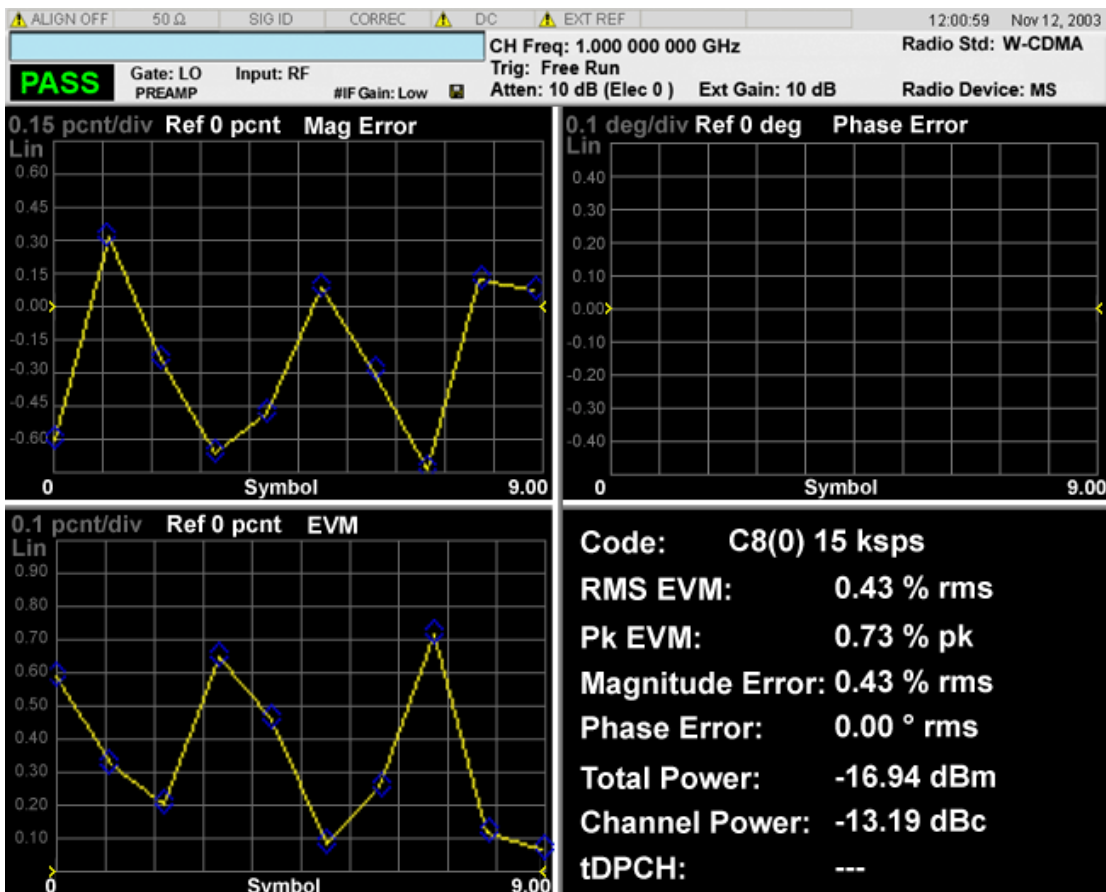 ALIGN OFF 50 Ω SIG ID CORREC DC EXT REF 12:00:59 Nov 12, 2003
CH Freq: 1.000 000 000 GHz Radio Std: W-CDMA
PASS Gate: LO Input: RF Trig: Free Run
PREAMP #IF Gain: Low Atten: 10 dB (Elec 0 ) Ext Gain: 10 dB Radio Device: MS
0.15 pcnt/div Ref 0 pcnt Mag Error
Lin
0.60
0.45
0.30
0.15
0.00
-0.15
-0.30
-0.45
-0.60
0 Symbol 9.00
0.1 deg/div Ref 0 deg Phase Error
Lin
0.40
0.30
0.20
0.10
0.00
-0.10
-0.20
-0.30
-0.40
0 Symbol 9.00
0.1 pcnt/div Ref 0 pcnt EVM
Lin
0.90
0.80
0.70
0.60
0.50
0.40
0.30
0.20
0.10
0 Symbol 9.00
Code: C8(0) 15 ksps
RMS EVM: 0.43 % rms
Pk EVM: 0.73 % pk
Magnitude Error: 0.43 % rms
Phase Error: 0.00 ° rms
Total Power: -16.94 dBm
Channel Power: -13.19 dBc
tDPCH: ---